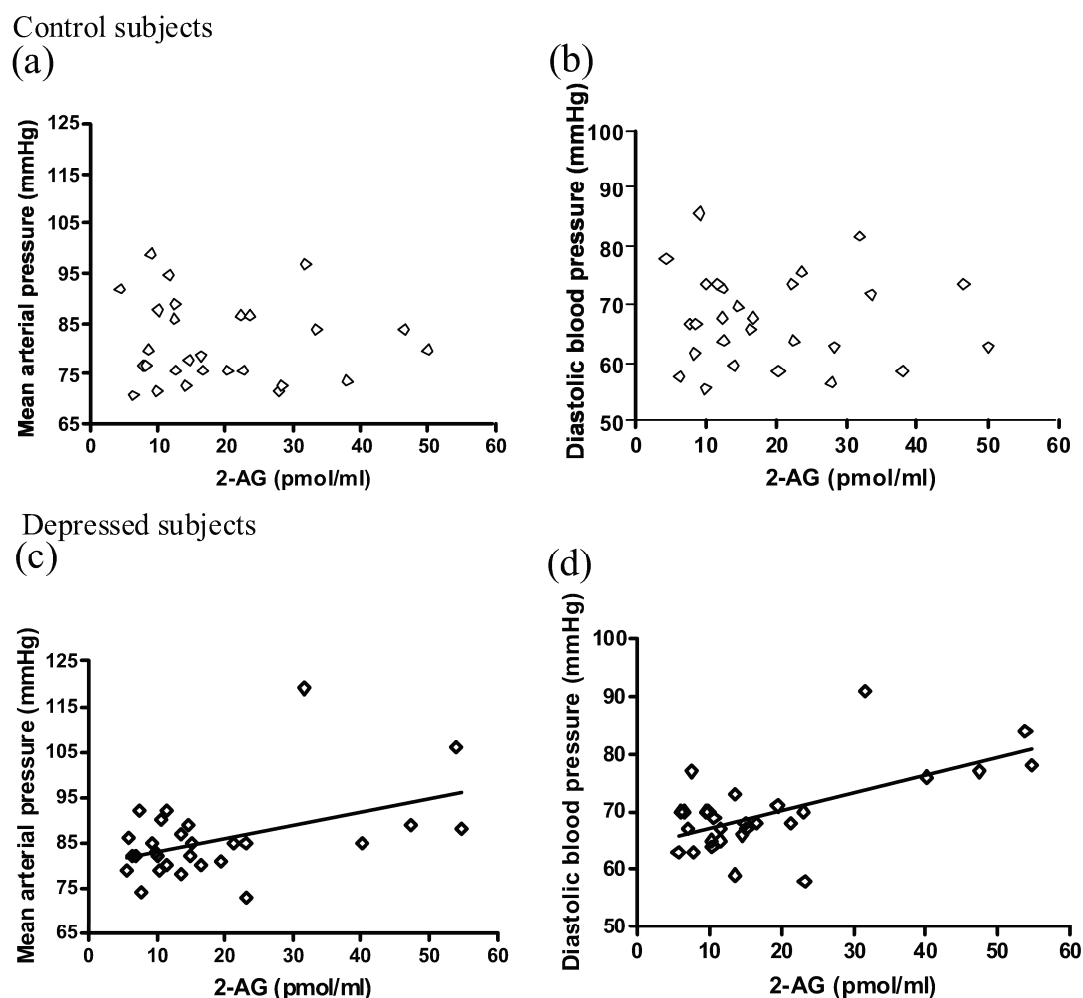 Control subjects
(a)
Mean arterial pressure (mmHg)
125
115
105
95
85
75
65
0 10 20 30 40 50 60
2-AG (pmol/ml)
(b)
Diastolic blood pressure (mmHg)
100
90
80
70
60
50
0 10 20 30 40 50 60
2-AG (pmol/ml)
Depressed subjects
(c)
Mean arterial pressure (mmHg)
125
115
105
95
85
75
65
0 10 20 30 40 50 60
2-AG (pmol/ml)
(d)
Diastolic blood pressure (mmHg)
100
90
80
70
60
50
0 10 20 30 40 50 60
2-AG (pmol/ml)